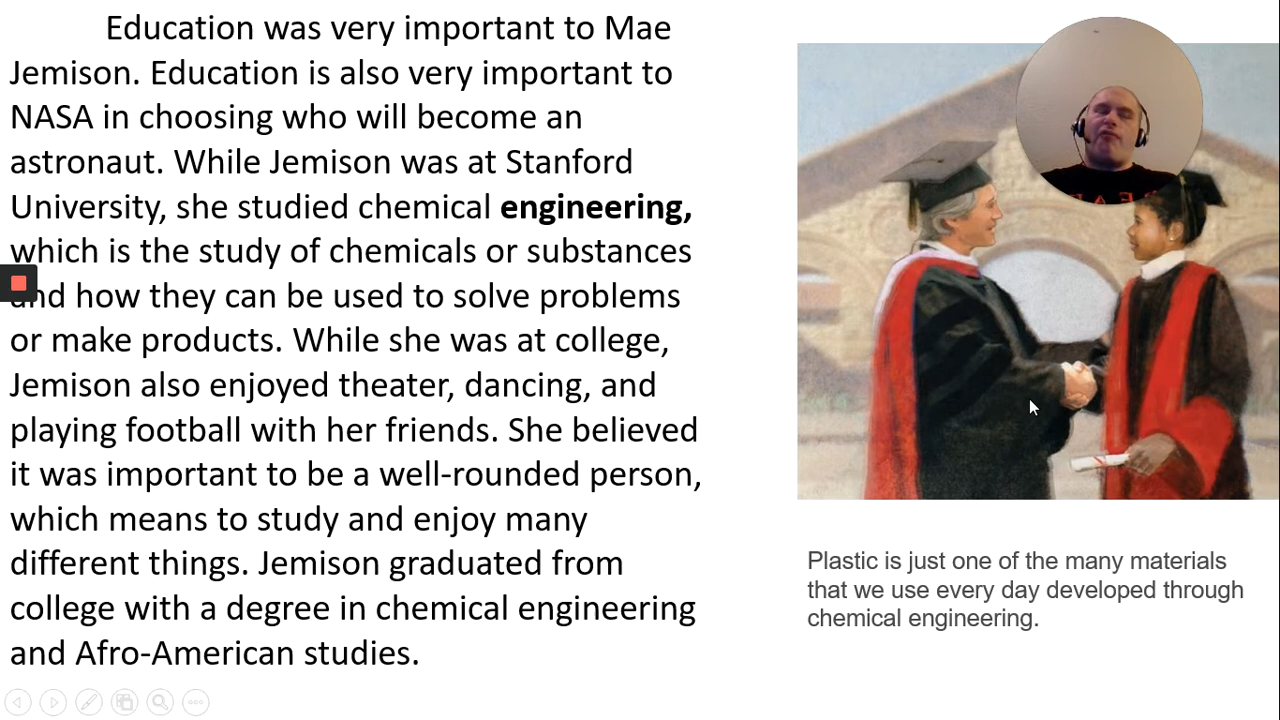 Education was very important to Mae
Jemison. Education is also very important to
NASA in choosing who will become an
astronaut. While Jemison was at Stanford
University, she studied chemical engineering,
which is the study of chemicals or substances
and how they can be used to solve problems
or make products. While she was at college,
Jemison also enjoyed theater, dancing, and
playing football with her friends. She believed
it was important to be a well-rounded person,
which means to study and enjoy many
different things. Jemison graduated from
college with a degree in chemical engineering
and Afro-American studies.
Plastic is just one of the many materials
that we use every day developed through
chemical engineering.